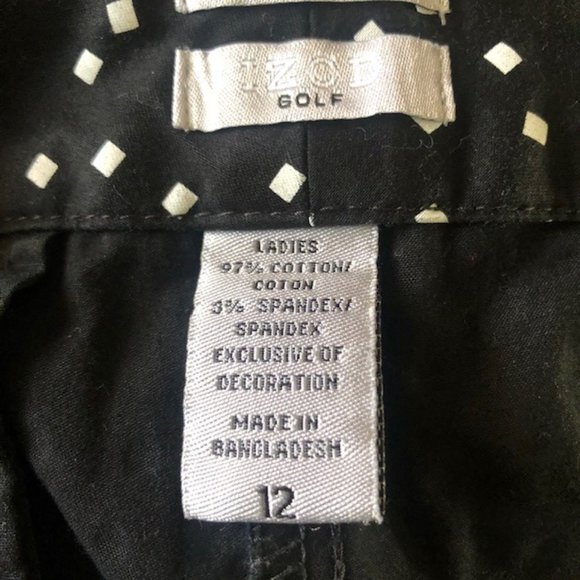 IZOD
GOLF
LADIES
97% COTTON/
COTON
3% SPANDEX/
SPANDEX
EXCLUSIVE OF
DECORATION
MADE IN
BANGLADESH
12